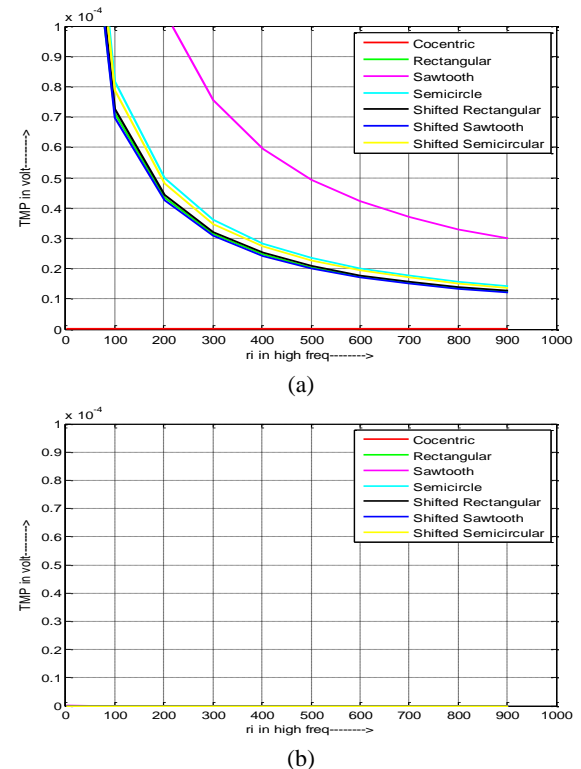 x 10-4
1
0.9
0.8
0.7
0.6
0.5
0.4
0.3
0.2
0.1
0
TMP in volt-------->
Cocentric
Rectangular
Sawtooth
Semicircle
Shifted Rectangular
Shifted Sawtooth
Shifted Semicircular
0 100 200 300 400 500 600 700 800 900 1000
ri in high freq-------->
(a)
x 10-4
1
0.9
0.8
0.7
0.6
0.5
0.4
0.3
0.2
0.1
0
TMP in volt-------->
Cocentric
Rectangular
Sawtooth
Semicircle
Shifted Rectangular
Shifted Sawtooth
Shifted Semicircular
0 100 200 300 400 500 600 700 800 900 1000
ri in high freq-------->
(b)